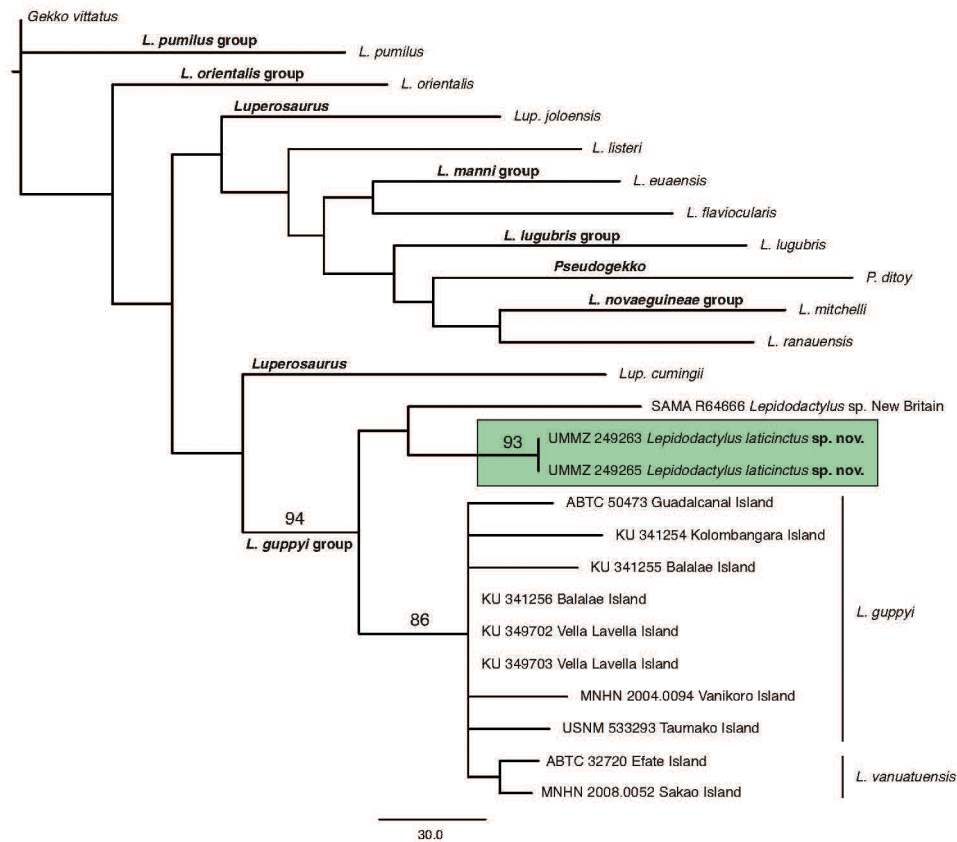 Gekko vittatus
L. pumilus group
L. pumilus
L. orientalis group
L. orientalis
Luperosaurus
Lup. joloensis
L. listeri
L. manni group
L. euaensis
L. flaviocularis
L. lugubris group
L. lugubris
Pseudogekko
P. ditoy
L. novaeguineae group
L. mitchelli
L. ranauensis
Luperosaurus
Lup. cumingii
SAMA R64666 Lepidodactylus sp. New Britain
93
UMMZ 249263 Lepidodactylus laticinctus sp. nov.
UMMZ 249265 Lepidodactylus laticinctus sp. nov.
94
L. guppyi group
ABTC 50473 Guadalcanal Island
KU 341254 Kolombangara Island
KU 341255 Balalae Island
KU 341256 Balalae Island
86
KU 349702 Vella Lavella Island
KU 349703 Vella Lavella Island
MNHN 2004.0094 Vanikoro Island
USNM 533293 Taumako Island
L. guppyi
ABTC 32720 Efate Island
MNHN 2008.0052 Sakao Island
L. vanuatuensis
30.0